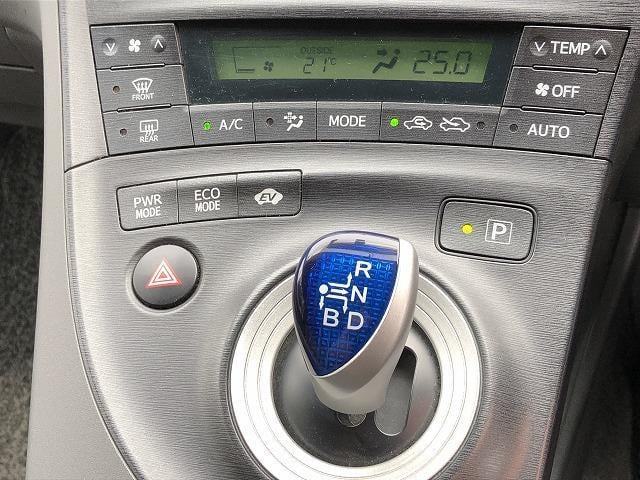 OUTSIDE
21°C
25.0
TEMP
FRONT
OFF
REAR
A/C
MODE
AUTO
PWR
MODE
ECO
MODE
EV
P
R
N
B D